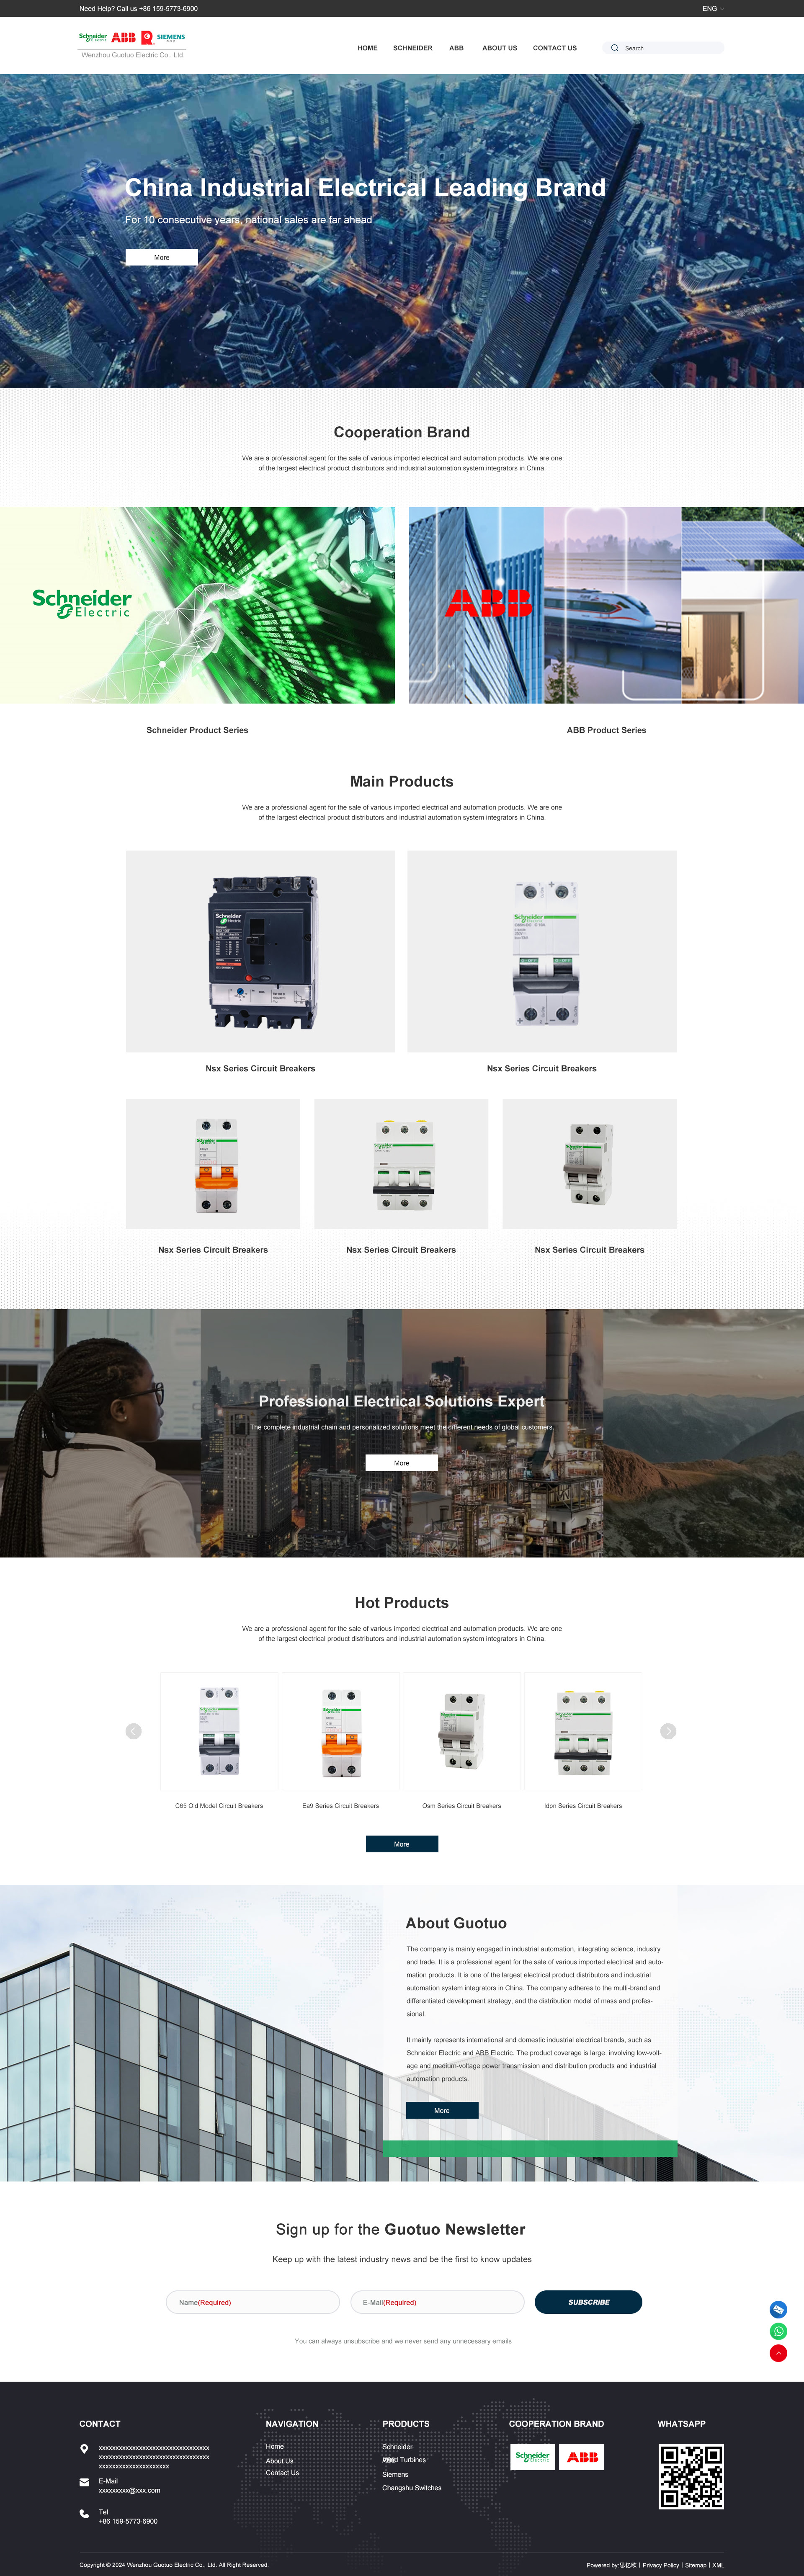 Need Help? Call us +86 159-5773-6900
ENG
Schneider Electric
ABB
SIEMENS
Wenzhou Guotuo Electric Co., Ltd.
HOME SCHNEIDER ABB ABOUT US CONTACT US
Search
China Industrial Electrical Leading Brand
For 10 consecutive years, national sales are far ahead
More
Cooperation Brand
We are a professional agent for the sale of various imported electrical and automation products. We are one
of the largest electrical product distributors and industrial automation system integrators in China.
Schneider
Electric
ABB
Schneider Product Series
ABB Product Series
Main Products
We are a professional agent for the sale of various imported electrical and automation products. We are one
of the largest electrical product distributors and industrial automation system integrators in China.
Schneider
Electric
Schneider
Electric
Nsx Series Circuit Breakers
Nsx Series Circuit Breakers
Schneider
Schneider
Schneider
Nsx Series Circuit Breakers
Nsx Series Circuit Breakers
Nsx Series Circuit Breakers
Professional Electrical Solutions Expert
The complete industrial chain and personalized solutions meet the different needs of global customers.
More
Hot Products
We are a professional agent for the sale of various imported electrical and automation products. We are one
of the largest electrical product distributors and industrial automation system integrators in China.
C65 Old Model Circuit Breakers
Ea9 Series Circuit Breakers
Osm Series Circuit Breakers
Idpn Series Circuit Breakers
More
About Guotuo
The company is mainly engaged in industrial automation, integrating science, industry
and trade. It is a professional agent for the sale of various imported electrical and auto-
mation products. It is one of the largest electrical product distributors and industrial
automation system integrators in China. The company adheres to the multi-brand and
differentiated development strategy, and the distribution model of mass and profes-
sional.
It mainly represents international and domestic industrial electrical brands, such as
Schneider Electric and ABB Electric. The product coverage is large, involving low-volt-
age and medium-voltage power transmission and distribution products and industrial
automation products.
More
Sign up for the Guotuo Newsletter
Keep up with the latest industry news and be the first to know updates
Name(Required)
E-Mail(Required)
SUBSCRIBE
You can always unsubscribe and we never send any unnecessary emails
CONTACT
xxxxxxxxxxxxxxxxxxxxxxxxxxxxxxxxx
xxxxxxxxxxxxxxxxxxxxxxxxxxxxxxxxx
xxxxxxxxxxxxxxxxxxxxx
E-Mail
xxxxxxxxx@xxx.com
Tel
+86 159-5773-6900
NAVIGATION
Home
About Us
Contact Us
PRODUCTS
Schneider
Wind Turbines
Siemens
Changshu Switches
COOPERATION BRAND
Schneider Electric
ABB
WHATSAPP
Copyright © 2024 Wenzhou Guotuo Electric Co., Ltd. All Right Reserved.
Powered by:思亿欧 | Privacy Policy | Sitemap | XML